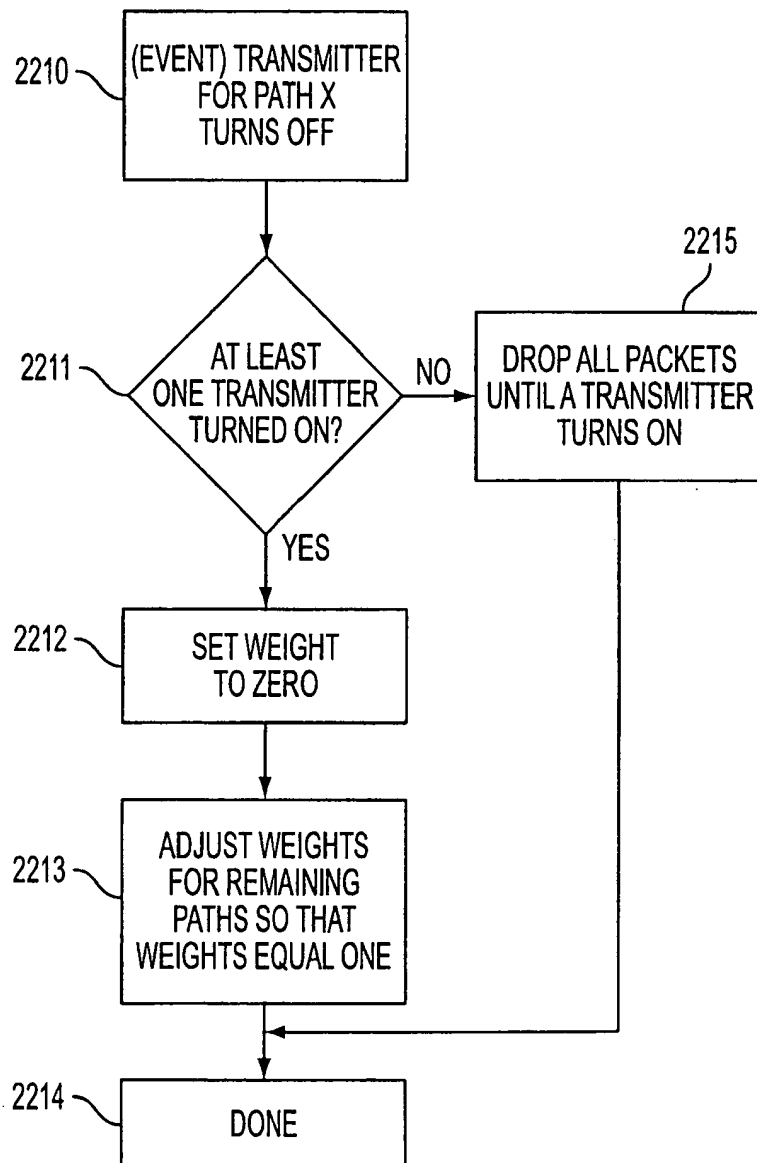 2210
(EVENT) TRANSMITTER
FOR PATH X
TURNS OFF
2211
AT LEAST
ONE TRANSMITTER
TURNED ON?
NO
2215
DROP ALL PACKETS
UNTIL A TRANSMITTER
TURNS ON
YES
2212
SET WEIGHT
TO ZERO
2213
ADJUST WEIGHTS
FOR REMAINING
PATHS SO THAT
WEIGHTS EQUAL ONE
2214
DONE